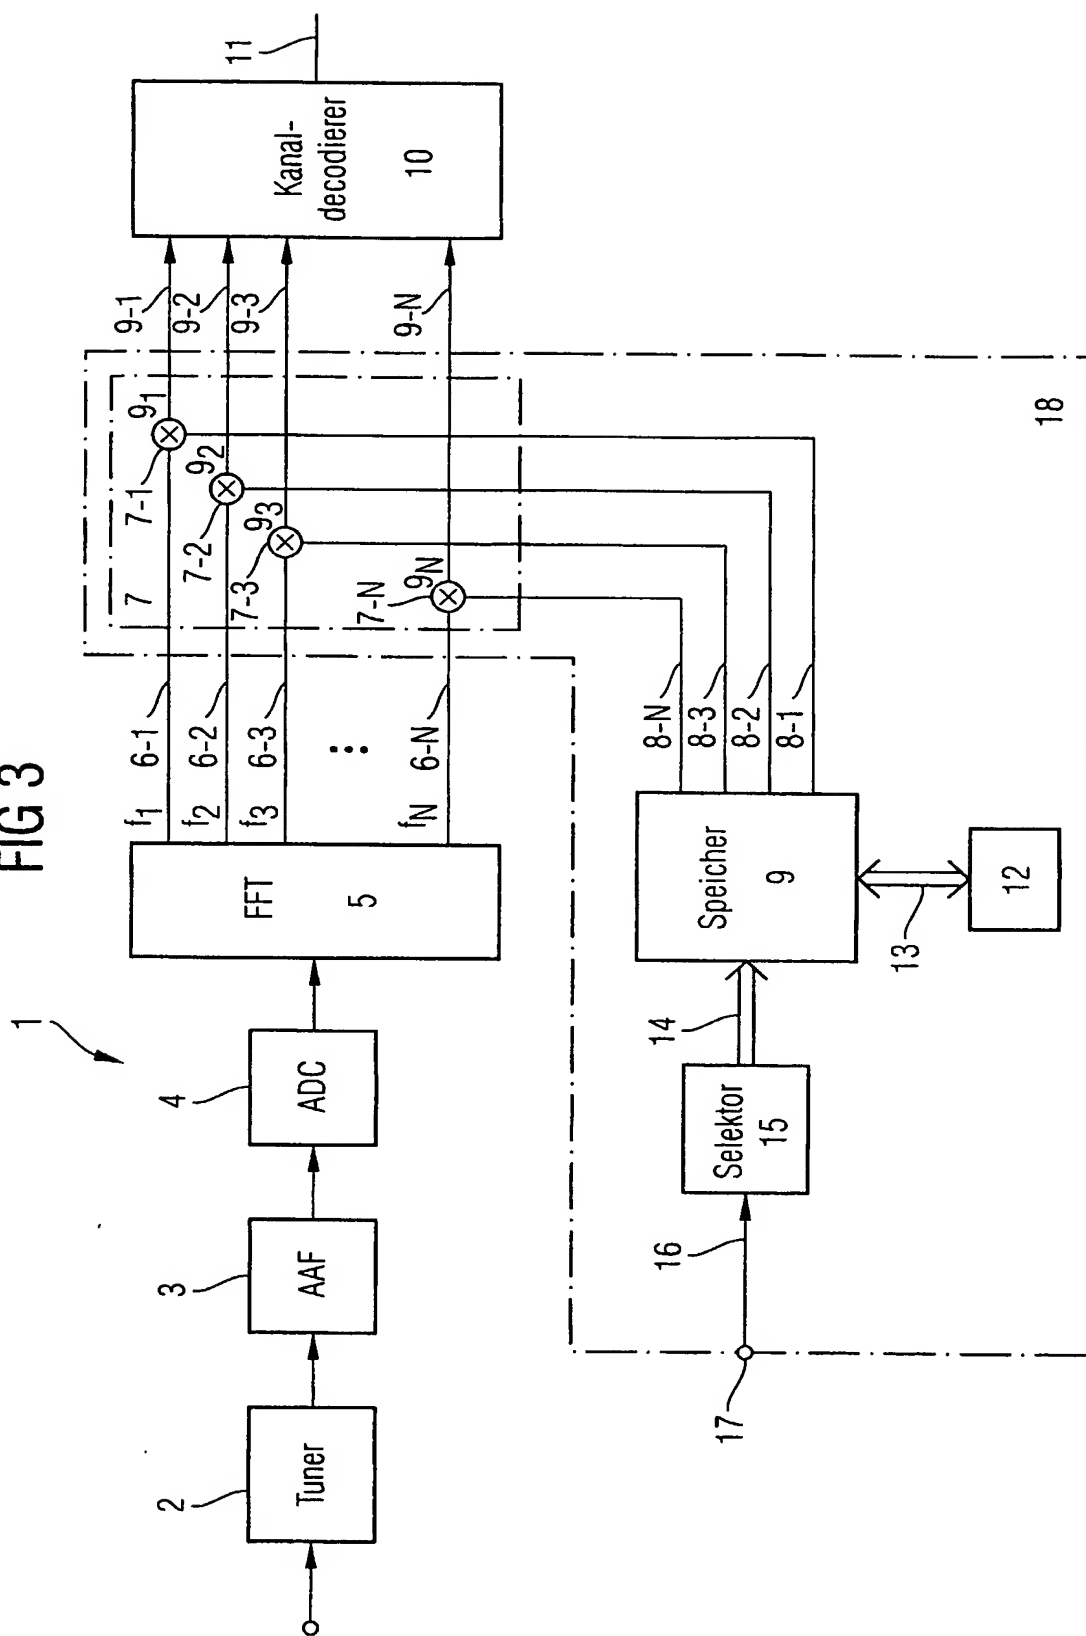 FIG 3
1
2
Tuner
3
AAF
4
ADC
FFT
5
f1
f2
f3
fN
6-1
6-2
6-3
6-N
7
7-1
7-2
7-3
7-N
91
92
93
9N
9-1
9-2
9-3
9-N
Kanal-
decodierer
10
11
17
16
Selektor
15
14
Speicher
9
8-N
8-3
8-2
8-1
13
12
18